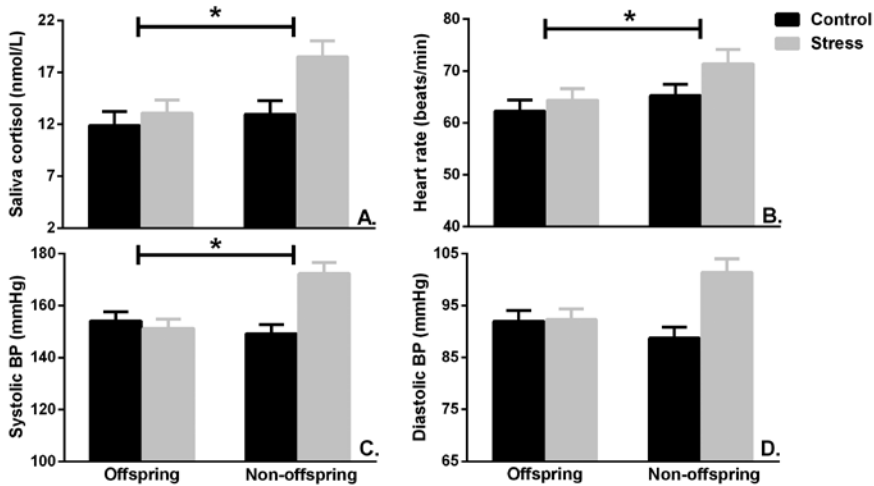 Control
Stress
Saliva cortisol (nmol/L)
22
17
12
7
2
*
A.
Heart rate (beats/min)
80
70
60
50
40
*
B.
Systolic BP (mmHg)
180
160
140
120
100
*
C.
Offspring
Non-offspring
Diastolic BP (mmHg)
105
95
85
75
65
D.
Offspring
Non-offspring